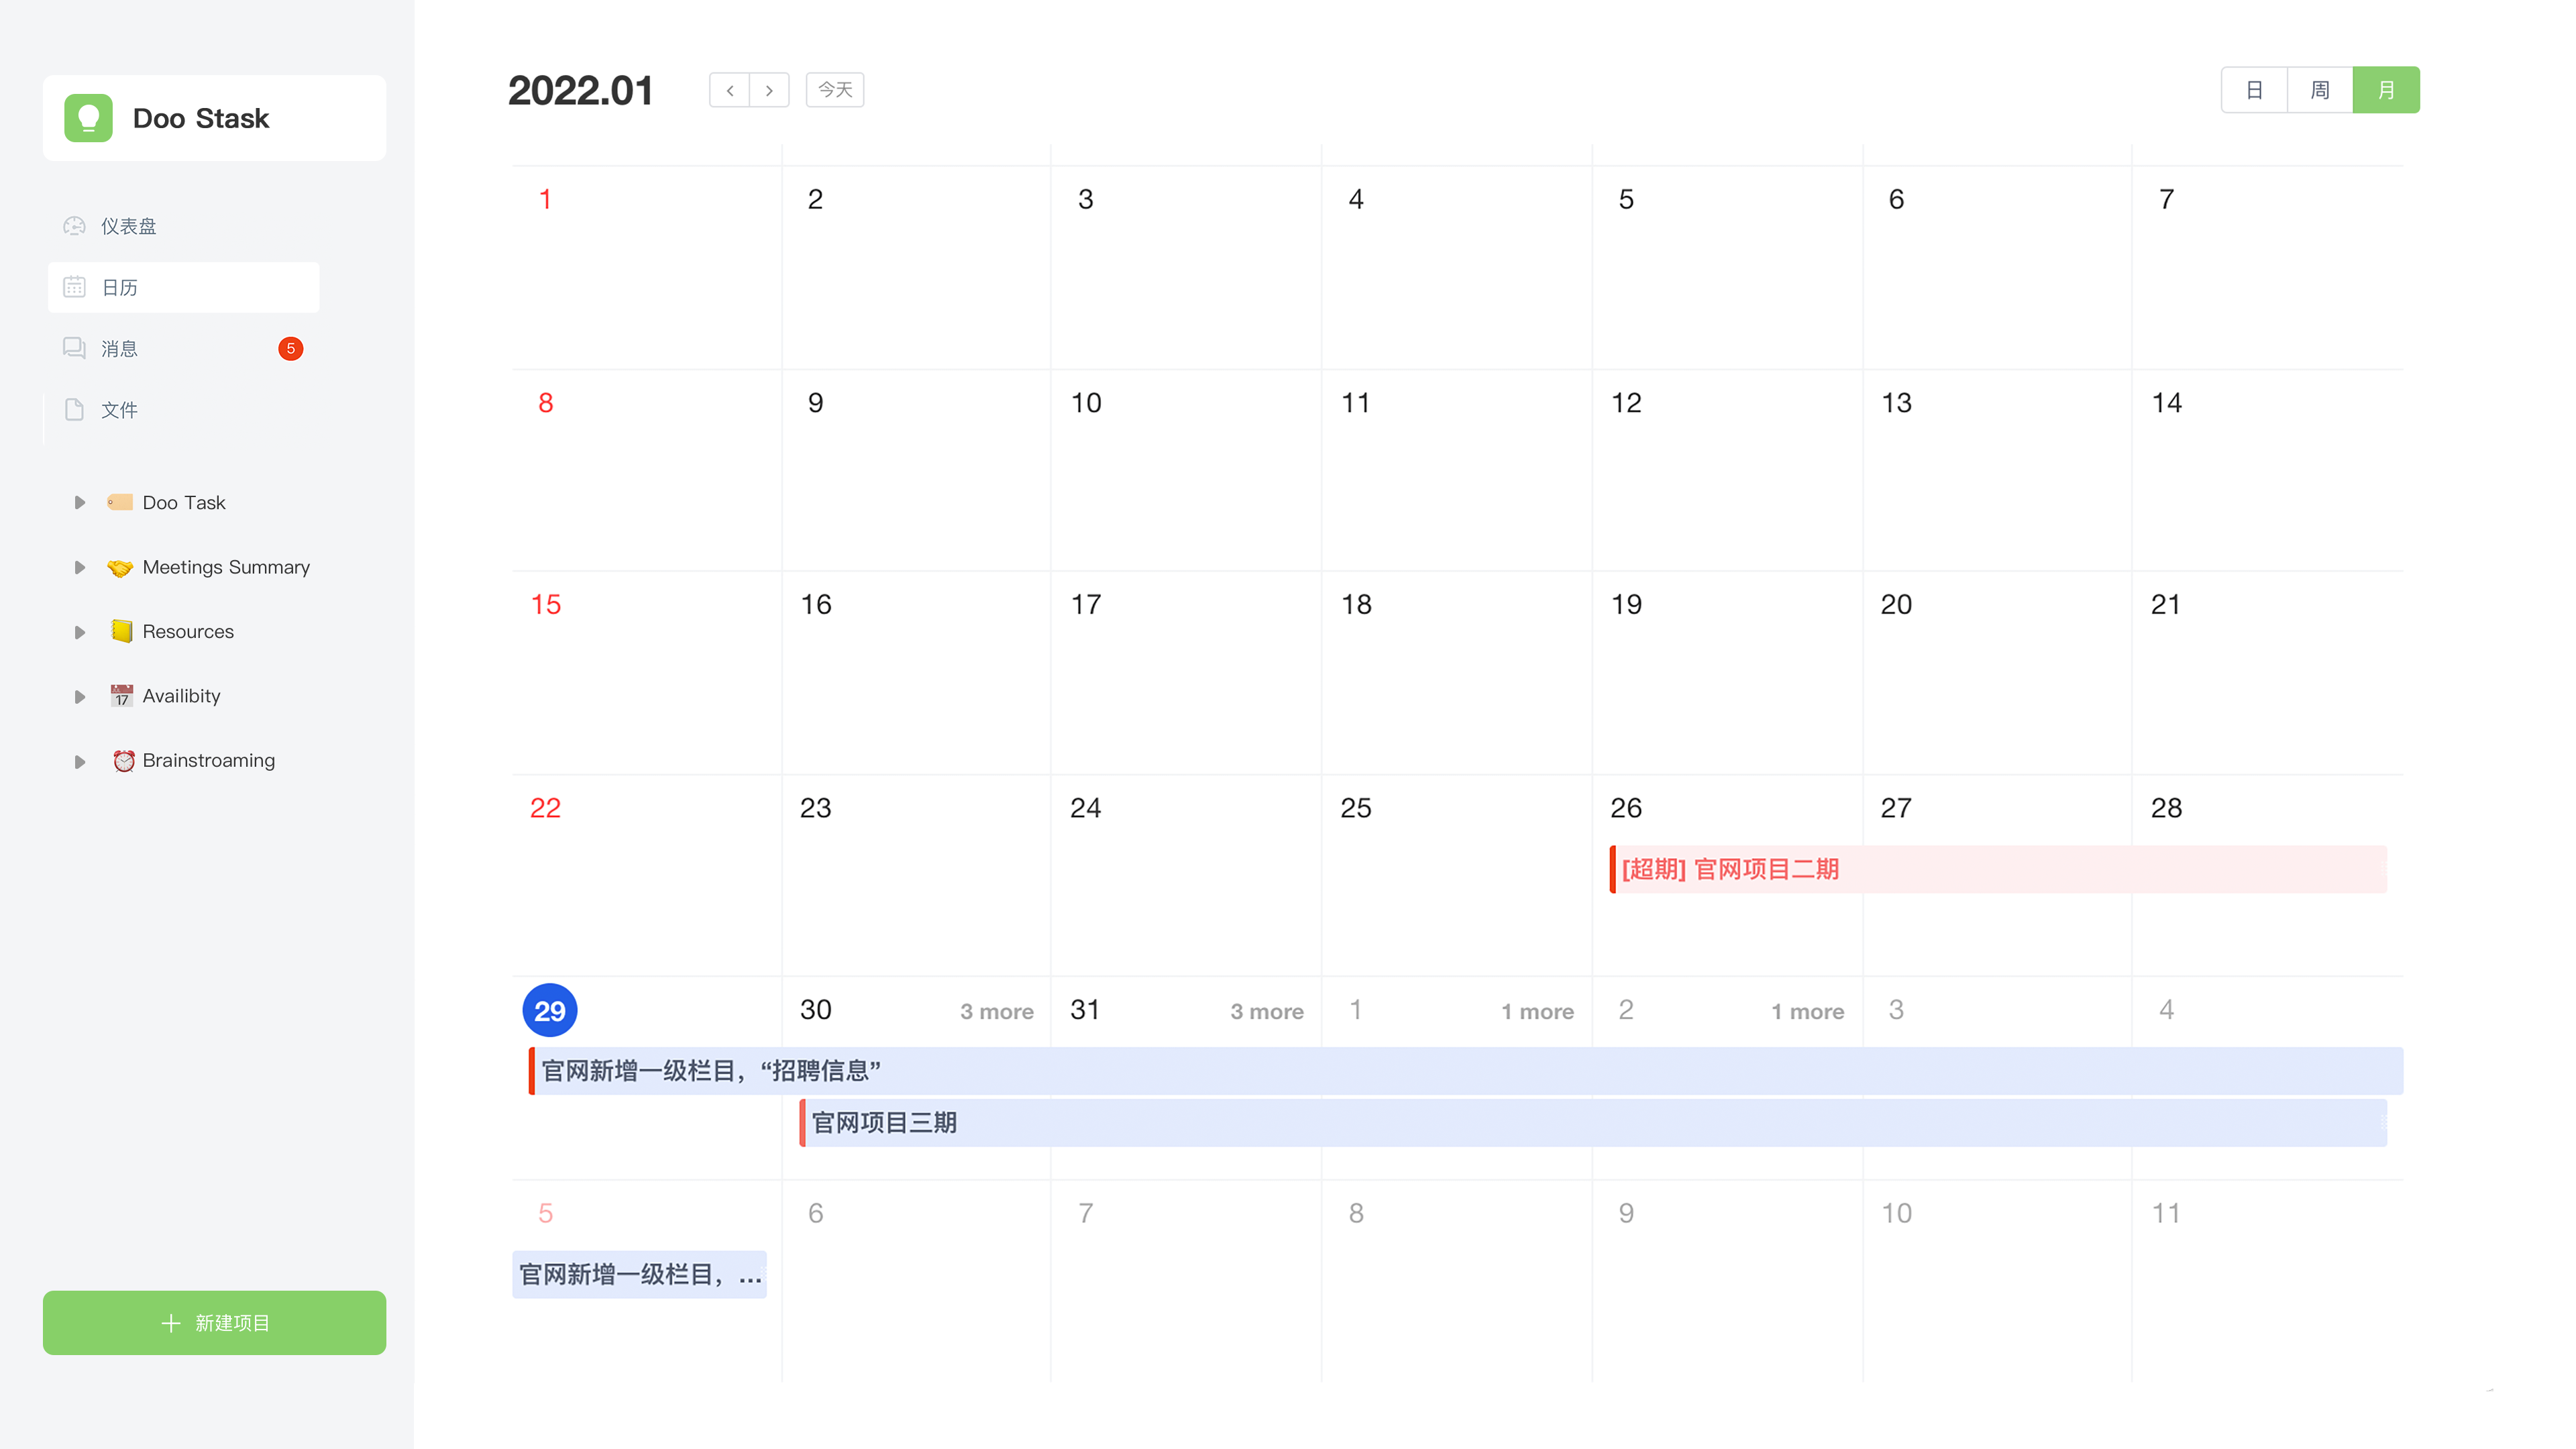 Doo Stask
仪表盘
日历
消息 5
文件
Doo Task
Meetings Summary
Resources
17 Availibity
Brainstroaming
新建项目
2022.01 今天 日 周 月
1 2 3 4 5 6 7
8 9 10 11 12 13 14
15 16 17 18 19 20 21
22 23 24 25 26 27 28
[超期] 官网项目二期
29 30 3 more 31 3 more 1 1 more 2 1 more 3 4
官网新增一级栏目，“招聘信息”
官网项目三期
5 6 7 8 9 10 11
官网新增一级栏目，...